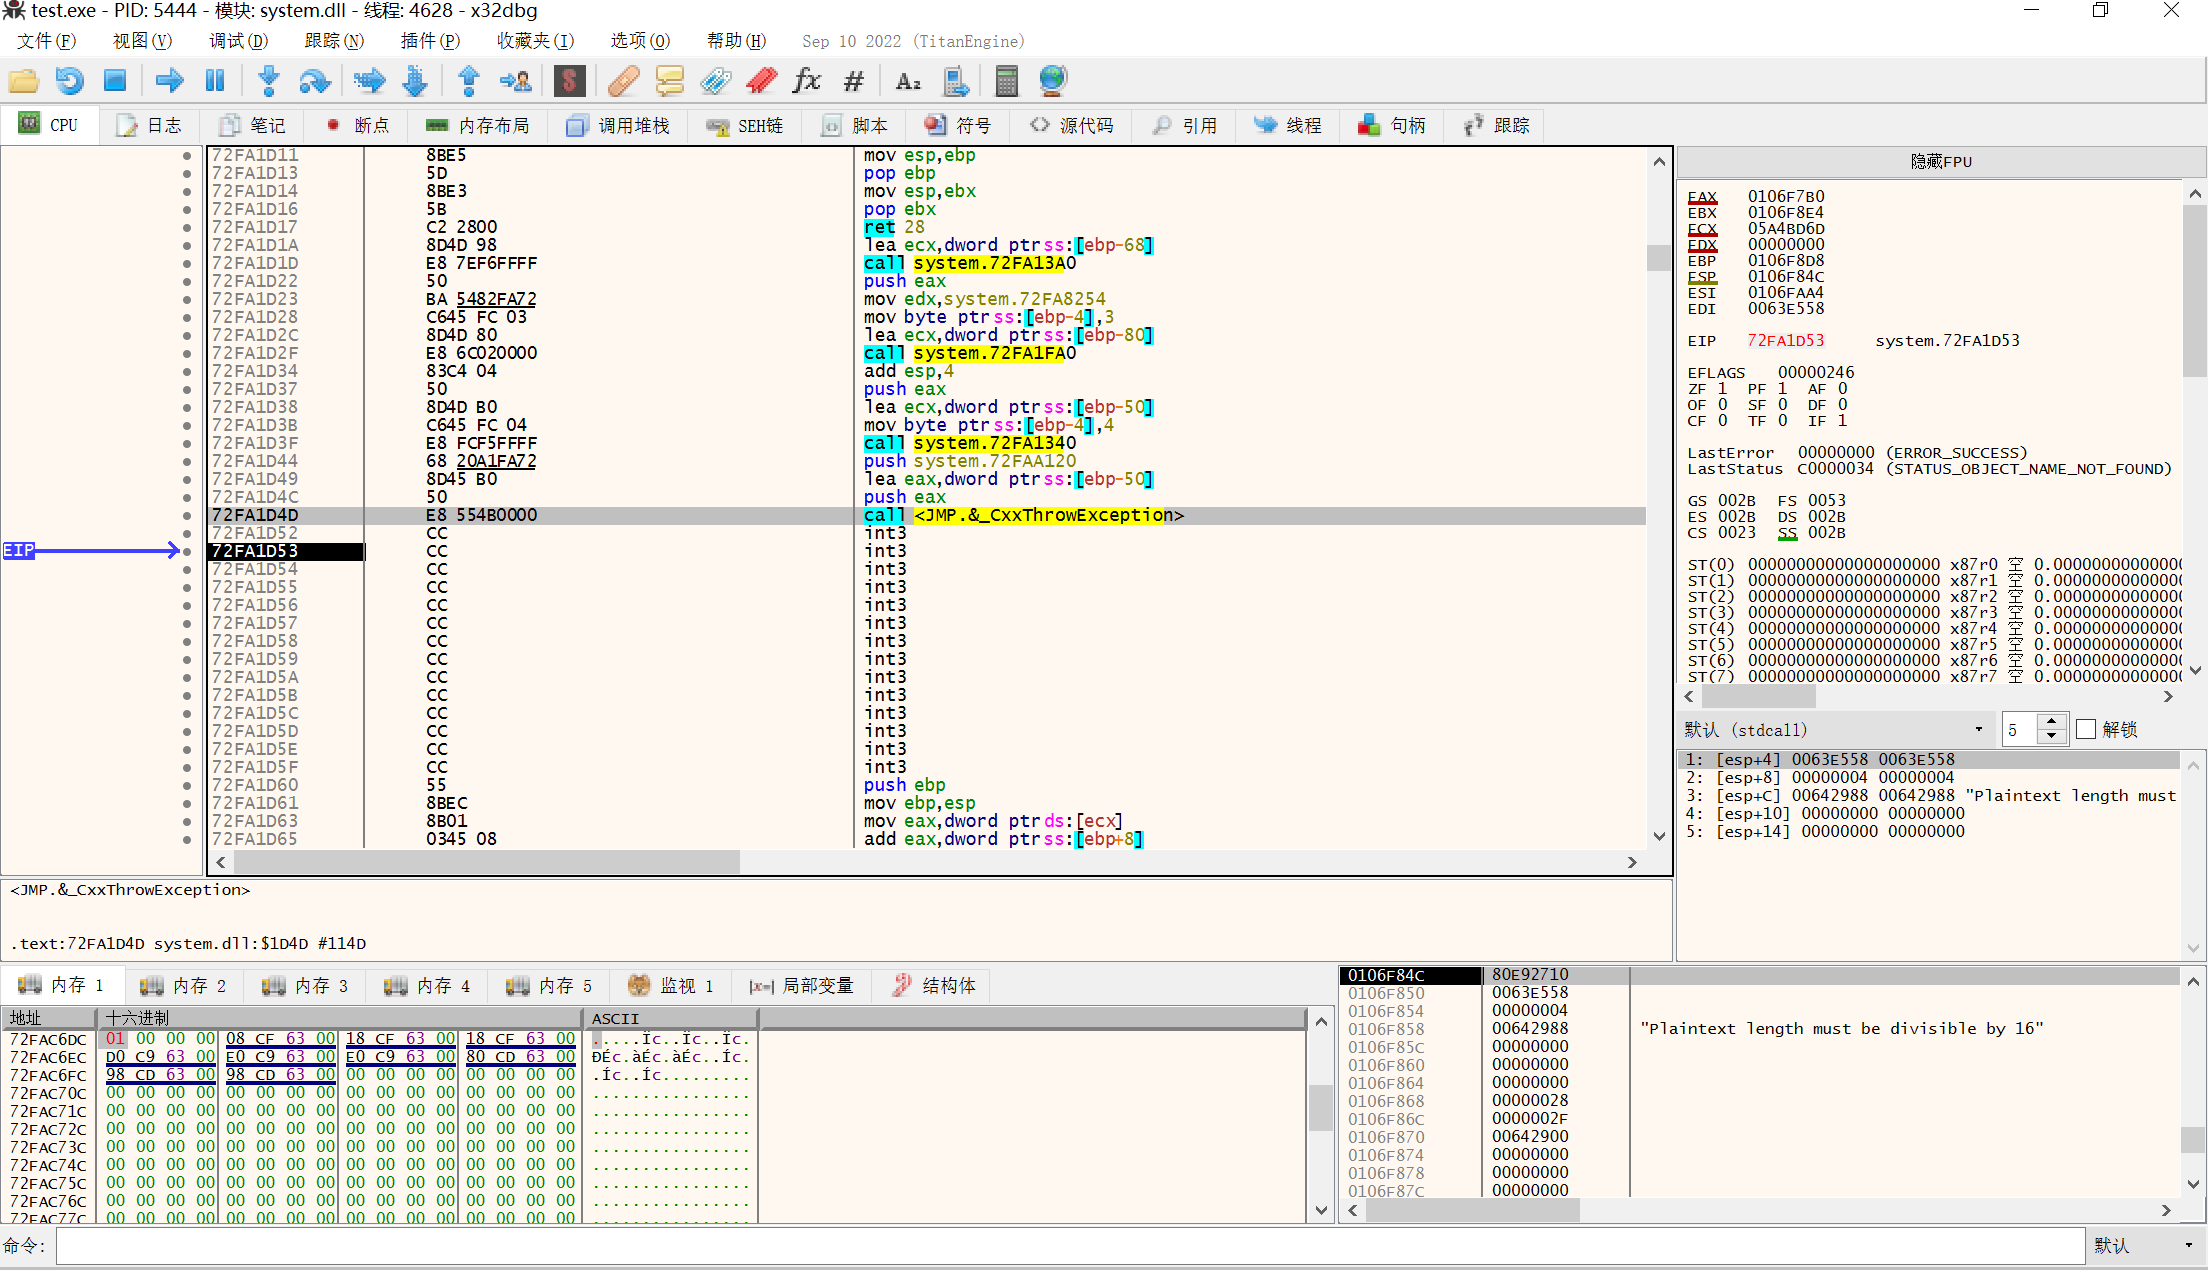 test.exe - PID: 5444 - 模块: system.dll - 线程: 4628 - x32dbg
文件(F) 视图(V) 调试(D) 跟踪(N) 插件(P) 收藏夹(I) 选项(O) 帮助(H) Sep 10 2022 (TitanEngine)
CPU 日志 笔记 断点 内存布局 调用堆栈 SEH链 脚本 符号 源代码 引用 线程 句柄 跟踪
72FA1D11 8BE5 mov esp,ebp
72FA1D13 5D pop ebp
72FA1D14 8BE3 mov esp,ebx
72FA1D16 5B pop ebx
72FA1D17 C2 2800 ret 28
72FA1D1A 8D4D 98 lea ecx,dword ptr ss:[ebp-68]
72FA1D1D E8 7EF6FFFF call system.72FA13A0
72FA1D22 50 push eax
72FA1D23 BA 5482FA72 mov edx,system.72FA8254
72FA1D28 C645 FC 03 mov byte ptr ss:[ebp-4],3
72FA1D2C 8D4D 80 lea ecx,dword ptr ss:[ebp-80]
72FA1D2F E8 6C020000 call system.72FA1FA0
72FA1D34 83C4 04 add esp,4
72FA1D37 50 push eax
72FA1D38 8D4D B0 lea ecx,dword ptr ss:[ebp-50]
72FA1D3B C645 FC 04 mov byte ptr ss:[ebp-4],4
72FA1D3F E8 FCF5FFFF call system.72FA1340
72FA1D44 68 20A1FA72 push system.72FAA120
72FA1D49 8D45 B0 lea eax,dword ptr ss:[ebp-50]
72FA1D4C 50 push eax
72FA1D4D E8 554B0000 call <JMP.&_CxxThrowException>
72FA1D52 CC int3
EIP 72FA1D53 CC int3
72FA1D54 CC int3
72FA1D55 CC int3
72FA1D56 CC int3
72FA1D57 CC int3
72FA1D58 CC int3
72FA1D59 CC int3
72FA1D5A CC int3
72FA1D5B CC int3
72FA1D5C CC int3
72FA1D5D CC int3
72FA1D5E CC int3
72FA1D5F CC int3
72FA1D60 55 push ebp
72FA1D61 8BEC mov ebp,esp
72FA1D63 8B01 mov eax,dword ptr ds:[ecx]
72FA1D65 0345 08 add eax,dword ptr ss:[ebp+8]
<JMP.&_CxxThrowException>
.text:72FA1D4D system.dll:$1D4D #114D
隐藏FPU
EAX 0106F7B0
EBX 0106F8E4
ECX 05A4BD6D
EDX 00000000
EBP 0106F8D8
ESP 0106F84C
ESI 0106FAA4
EDI 0063E558
EIP 72FA1D53 system.72FA1D53
EFLAGS 00000246
ZF 1 PF 1 AF 0
OF 0 SF 0 DF 0
CF 0 TF 0 IF 1
LastError 00000000 (ERROR_SUCCESS)
LastStatus C0000034 (STATUS_OBJECT_NAME_NOT_FOUND)
GS 002B FS 0053
ES 002B DS 002B
CS 0023 SS 002B
ST(0) 00000000000000000000 x87r0 空 0.0000000000000
ST(1) 00000000000000000000 x87r1 空 0.0000000000000
ST(2) 00000000000000000000 x87r2 空 0.0000000000000
ST(3) 00000000000000000000 x87r3 空 0.0000000000000
ST(4) 00000000000000000000 x87r4 空 0.0000000000000
ST(5) 00000000000000000000 x87r5 空 0.0000000000000
ST(6) 00000000000000000000 x87r6 空 0.0000000000000
ST(7) 00000000000000000000 x87r7 空 0.0000000000000
默认 (stdcall) 5 解锁
1: [esp+4] 0063E558 0063E558
2: [esp+8] 00000004 00000004
3: [esp+C] 00642988 00642988 "Plaintext length must
4: [esp+10] 00000000 00000000
5: [esp+14] 00000000 00000000
内存 1 内存 2 内存 3 内存 4 内存 5 监视 1 局部变量 结构体
地址 十六进制 ASCII
72FAC6DC 01 00 00 00 08 CF 63 00 18 CF 63 00 18 CF 63 00 .....Ïc..Ïc..Ïc.
72FAC6EC D0 C9 63 00 E0 C9 63 00 E0 C9 63 00 80 CD 63 00 ÐÉc.àÉc.àÉc..Íc.
72FAC6FC 98 CD 63 00 98 CD 63 00 00 00 00 00 00 00 00 00 .Íc..Íc.........
72FAC70C 00 00 00 00 00 00 00 00 00 00 00 00 00 00 00 00 ................
72FAC71C 00 00 00 00 00 00 00 00 00 00 00 00 00 00 00 00 ................
72FAC72C 00 00 00 00 00 00 00 00 00 00 00 00 00 00 00 00 ................
72FAC73C 00 00 00 00 00 00 00 00 00 00 00 00 00 00 00 00 ................
72FAC74C 00 00 00 00 00 00 00 00 00 00 00 00 00 00 00 00 ................
72FAC75C 00 00 00 00 00 00 00 00 00 00 00 00 00 00 00 00 ................
72FAC76C 00 00 00 00 00 00 00 00 00 00 00 00 00 00 00 00 ................
72FAC77C 00 00 00 00 00 00 00 00 00 00 00 00 00 00 00 00 ................
0106F84C 80E92710
0106F850 0063E558
0106F854 00000004
0106F858 00642988 "Plaintext length must be divisible by 16"
0106F85C 00000000
0106F860 00000000
0106F864 00000000
0106F868 00000028
0106F86C 0000002F
0106F870 00642900
0106F874 00000000
0106F878 00000000
0106F87C 00000000
命令: 默认